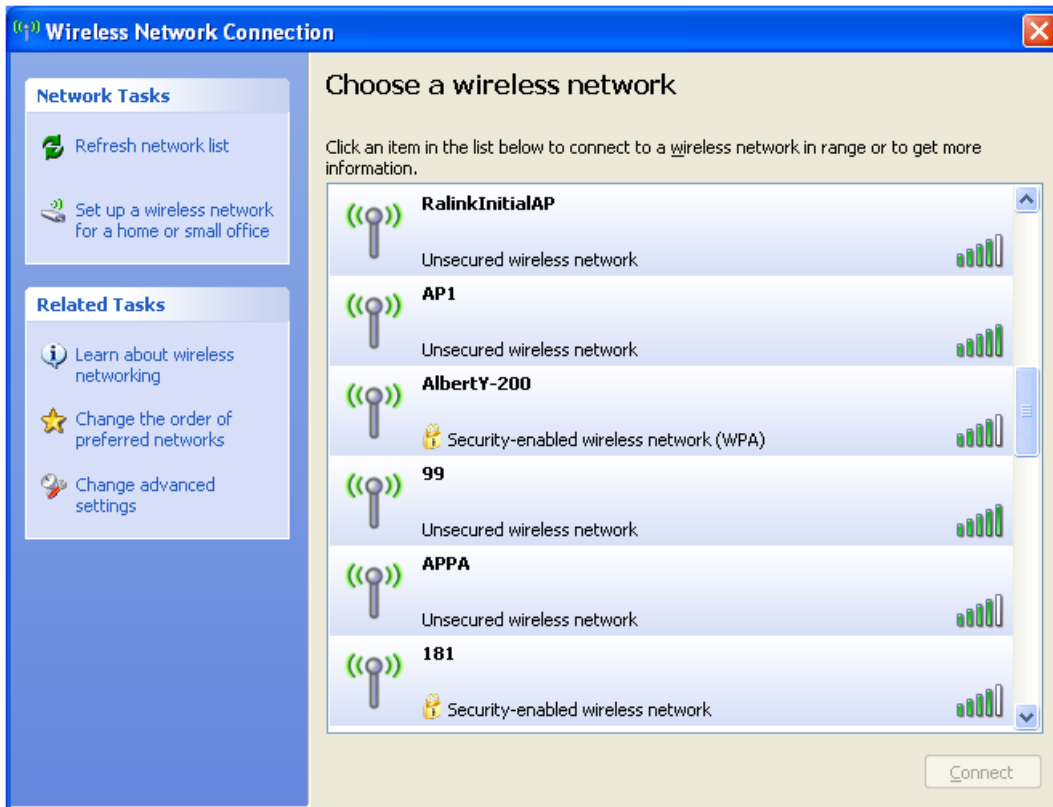 Wireless Network Connection
Network Tasks
Refresh network list
Set up a wireless network
for a home or small office
Related Tasks
Learn about wireless
networking
Change the order of
preferred networks
Change advanced
settings
Choose a wireless network
Click an item in the list below to connect to a wireless network in range or to get more
information.
RalinkInitialAP
Unsecured wireless network
AP1
Unsecured wireless network
AlbertY-200
Security-enabled wireless network (WPA)
99
Unsecured wireless network
APPA
Unsecured wireless network
181
Security-enabled wireless network
Connect